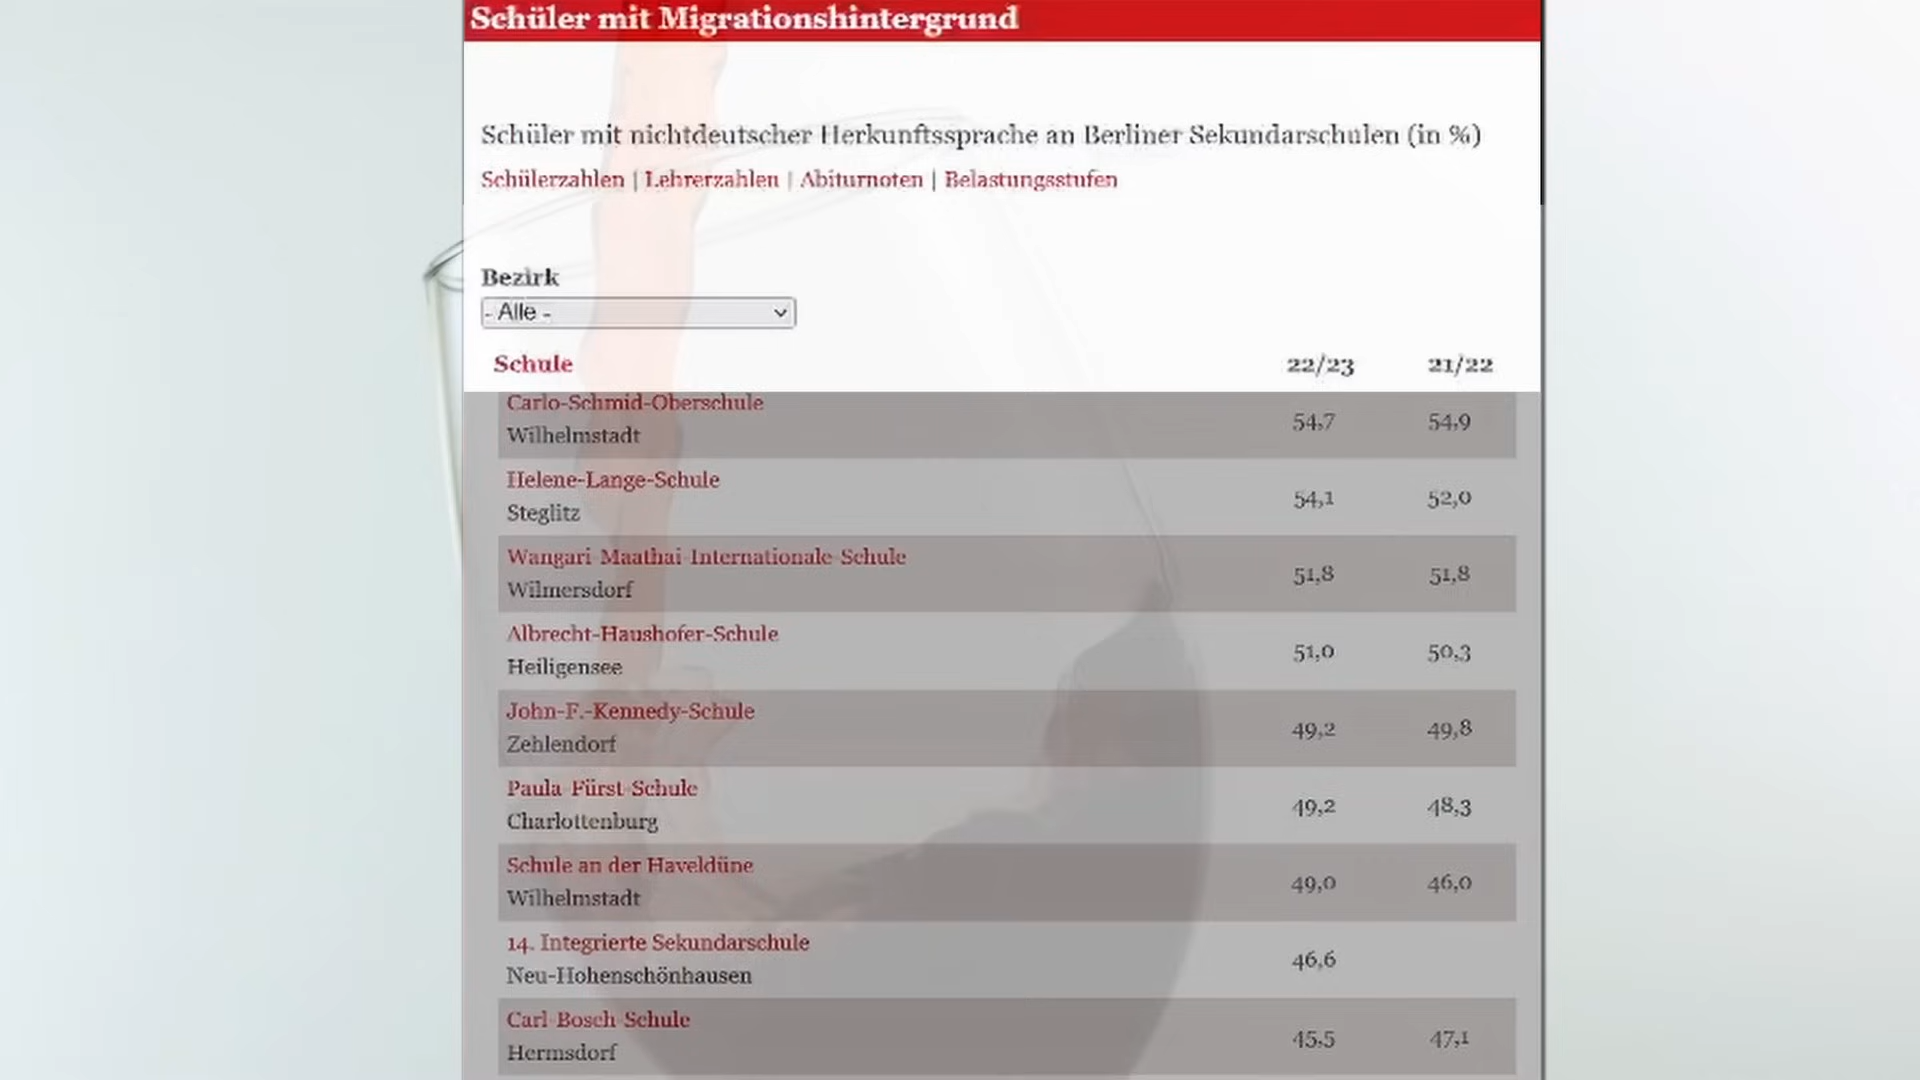 Schüler mit Migrationshintergrund
Schüler mit nichtdeutscher Herkunftssprache an Berliner Sekundarschulen (in %)
Schülerzahlen | Lehrerzahlen | Abiturnoten | Belastungsstufen
Bezirk
- Alle -
Schule 22/23 21/22
Carlo-Schmid-Oberschule
Wilhelmstadt 54,7 54,9
Helene-Lange-Schule
Steglitz 54,1 52,0
Wangari-Maathai-Internationale-Schule
Wilmersdorf 51,8 51,8
Albrecht-Haushofer-Schule
Heiligensee 51,0 50,3
John-F.-Kennedy-Schule
Zehlendorf 49,2 49,8
Paula-Fürst-Schule
Charlottenburg 49,2 48,3
Schule an der Haveldüne
Wilhelmstadt 49,0 46,0
14. Integrierte Sekundarschule
Neu-Hohenschönhausen 46,6
Carl-Bosch-Schule
Hermsdorf 45,5 47,1